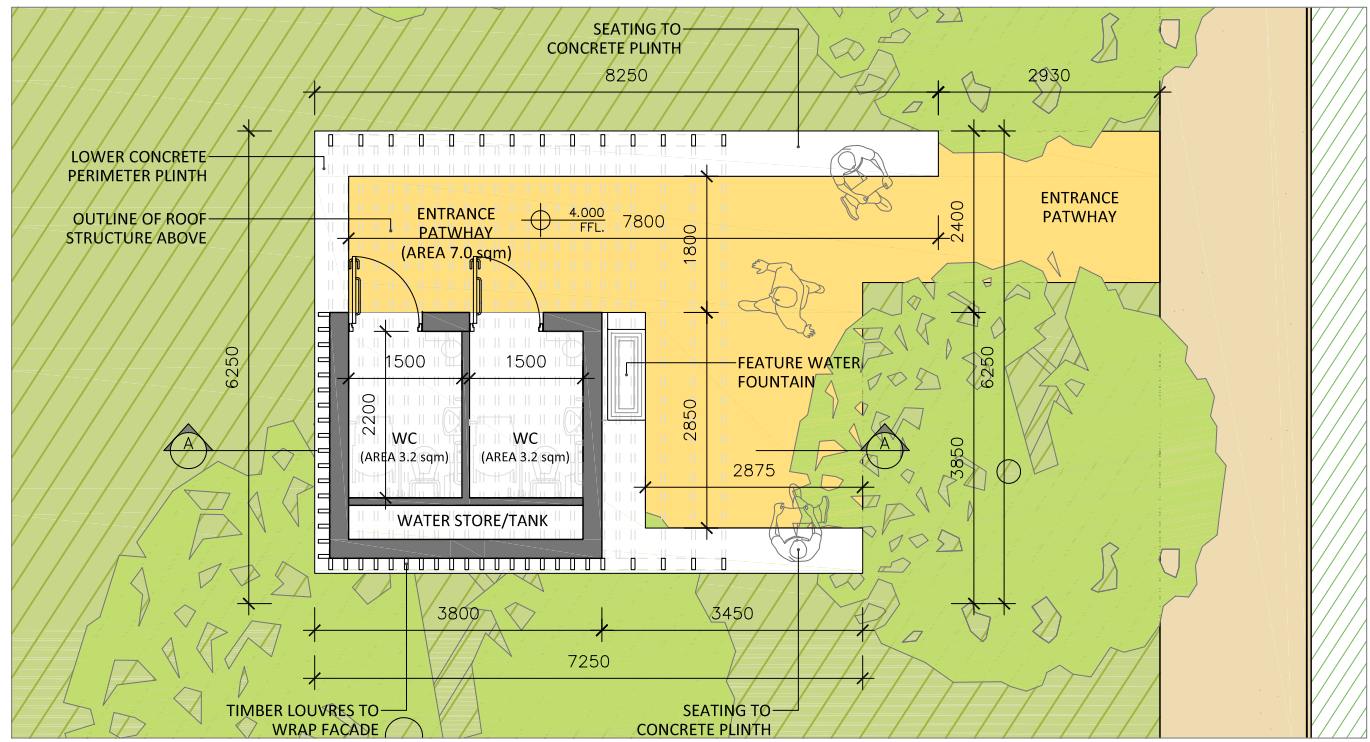 SEATING TO
CONCRETE PLINTH
8250
2930
LOWER CONCRETE
PERIMETER PLINTH
OUTLINE OF ROOF
STRUCTURE ABOVE
ENTRANCE
PATWHAY
(AREA 7.0 sqm)
4.000
FFL.
7800
1800
2400
ENTRANCE
PATWHAY
6250
1500
1500
2200
WC
(AREA 3.2 sqm)
WC
(AREA 3.2 sqm)
WATER STORE/TANK
FEATURE WATER
FOUNTAIN
2850
2875
6250
3850
A
A
3800
3450
7250
TIMBER LOUVRES TO
WRAP FACADE
SEATING TO
CONCRETE PLINTH